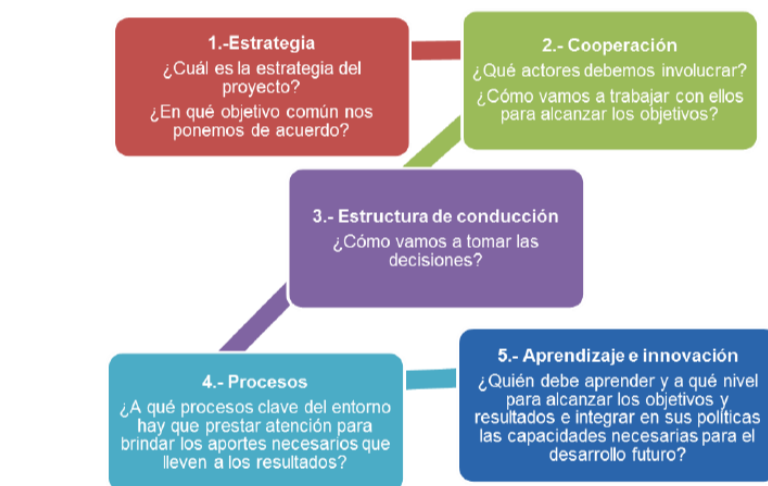 1.-Estrategia
¿Cuál es la estrategia del
proyecto?
¿En qué objetivo común nos
ponemos de acuerdo?
2.- Cooperación
¿Qué actores debemos involucrar?
¿Cómo vamos a trabajar con ellos
para alcanzar los objetivos?
3.- Estructura de conducción
¿Cómo vamos a tomar las
decisiones?
4.- Procesos
¿A qué procesos clave del entorno
hay que prestar atención para
brindar los aportes necesarios que
lleven a los resultados?
5.- Aprendizaje e innovación
¿Quién debe aprender y a qué nivel
para alcanzar los objetivos y
resultados e integrar en sus políticas
las capacidades necesarias para el
desarrollo futuro?